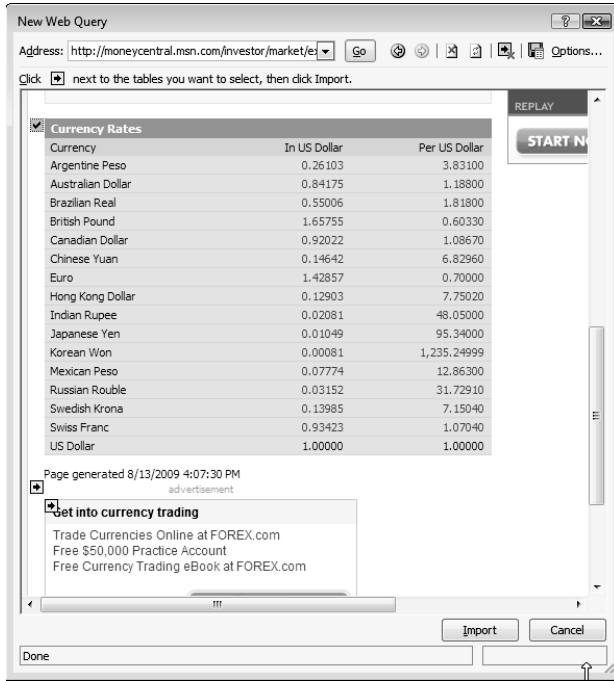 New Web Query
Address: http://moneycentral.msn.com/investor/market/e Go Options...
Click next to the tables you want to select, then click Import.
REPLAY
START N
Currency Rates
Currency In US Dollar Per US Dollar
Argentine Peso 0.26103 3.83100
Australian Dollar 0.84175 1.18800
Brazilian Real 0.55006 1.81800
British Pound 1.65755 0.60330
Canadian Dollar 0.92022 1.08670
Chinese Yuan 0.14642 6.82960
Euro 1.42857 0.70000
Hong Kong Dollar 0.12903 7.75020
Indian Rupee 0.02081 48.05000
Japanese Yen 0.01049 95.34000
Korean Won 0.00081 1,235.24999
Mexican Peso 0.07774 12.86300
Russian Rouble 0.03152 31.72910
Swedish Krona 0.13985 7.15040
Swiss Franc 0.93423 1.07040
US Dollar 1.00000 1.00000
Page generated 8/13/2009 4:07:30 PM
advertisement
Get into currency trading
Trade Currencies Online at FOREX.com
Free $50,000 Practice Account
Free Currency Trading eBook at FOREX.com
Import Cancel
Done